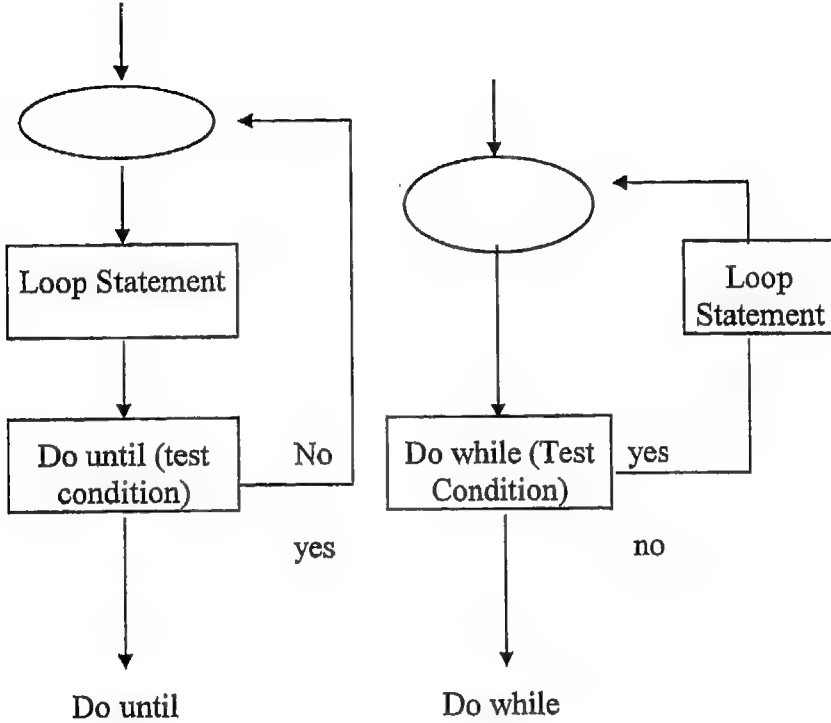 Loop Statement
Do until (test
condition)
No
yes
Do until
Loop
Statement
Do while (Test
Condition)
yes
no
Do while